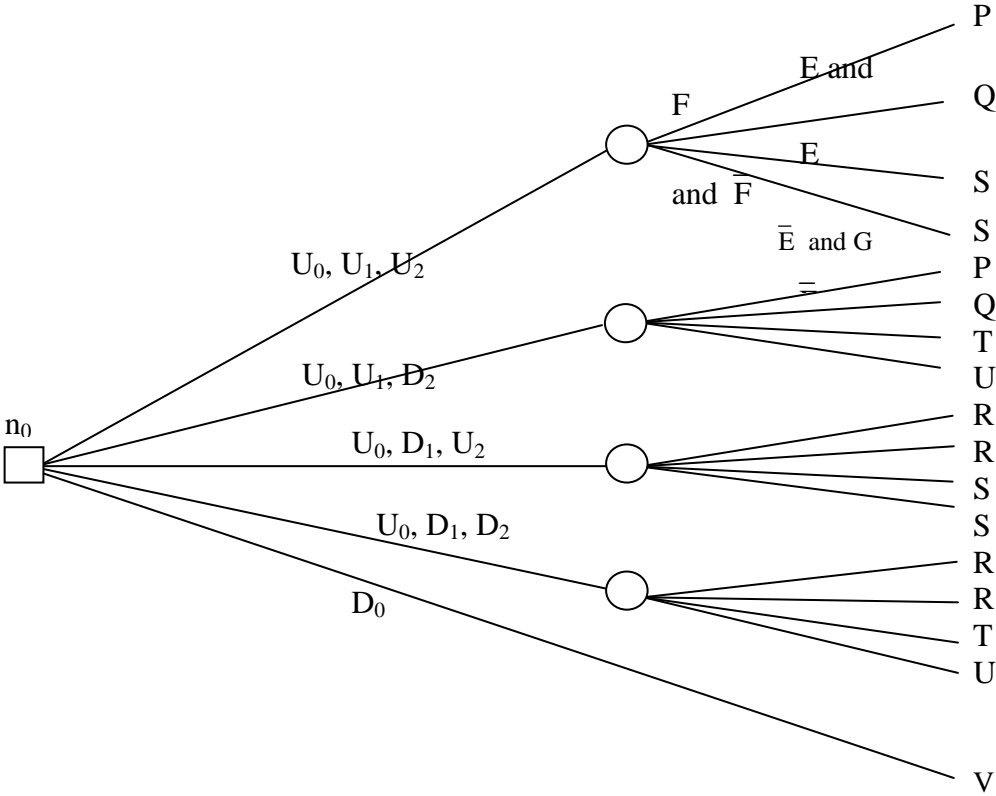 P
E and
F
Q
E
S
and F̅
S
E̅ and G
U₀, U₁, U₂
P
Q
T
U₀, U₁, D₂
U
R
n₀
U₀, D₁, U₂
R
S
U₀, D₁, D₂
S
R
D₀
R
T
U
V